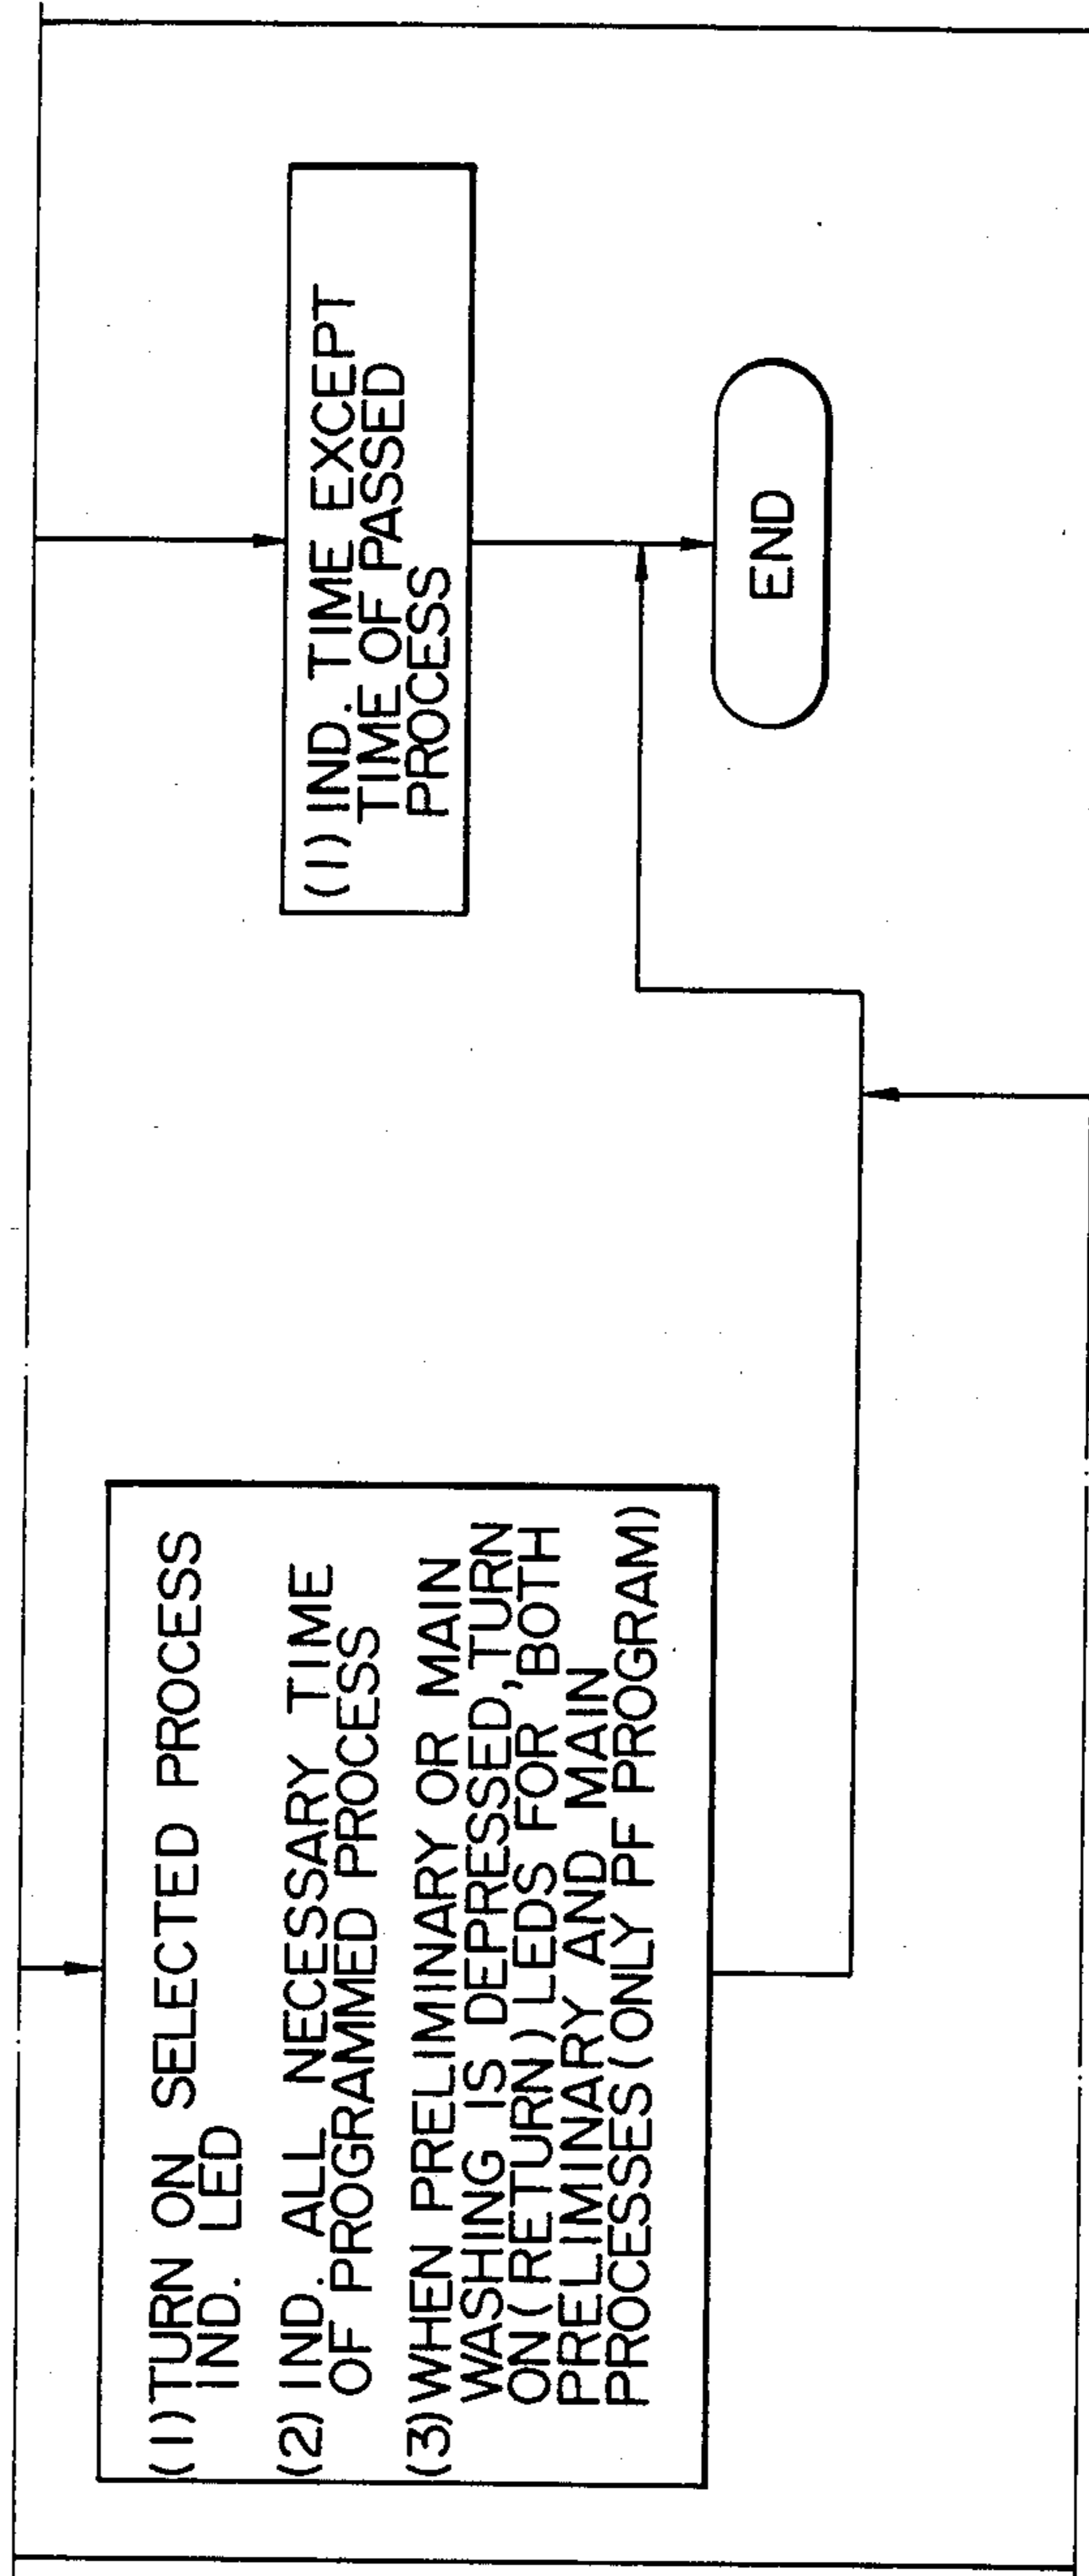 (1) TURN ON SELECTED PROCESS
IND. LED
(2) IND. ALL NECESSARY TIME
OF PROGRAMMED PROCESS
(3) WHEN PRELIMINARY OR MAIN
WASHING IS DEPRESSED, TURN
ON (RETURN) LEDS FOR BOTH
PRELIMINARY AND MAIN
PROCESSES (ONLY PF PROGRAM)
(1) IND. TIME EXCEPT
TIME OF PASSED
PROCESS
END